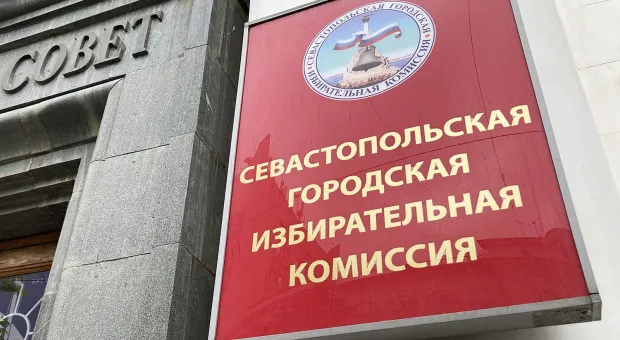 СОВЕТ
СЕВАСТОПОЛЬСКАЯ ГОРОДСКАЯ
ИЗБИРАТЕЛЬНАЯ КОМИССИЯ
СЕВАСТОПОЛЬСКАЯ
ГОРОДСКАЯ
ИЗБИРАТЕЛЬНАЯ
КОМИССИЯ